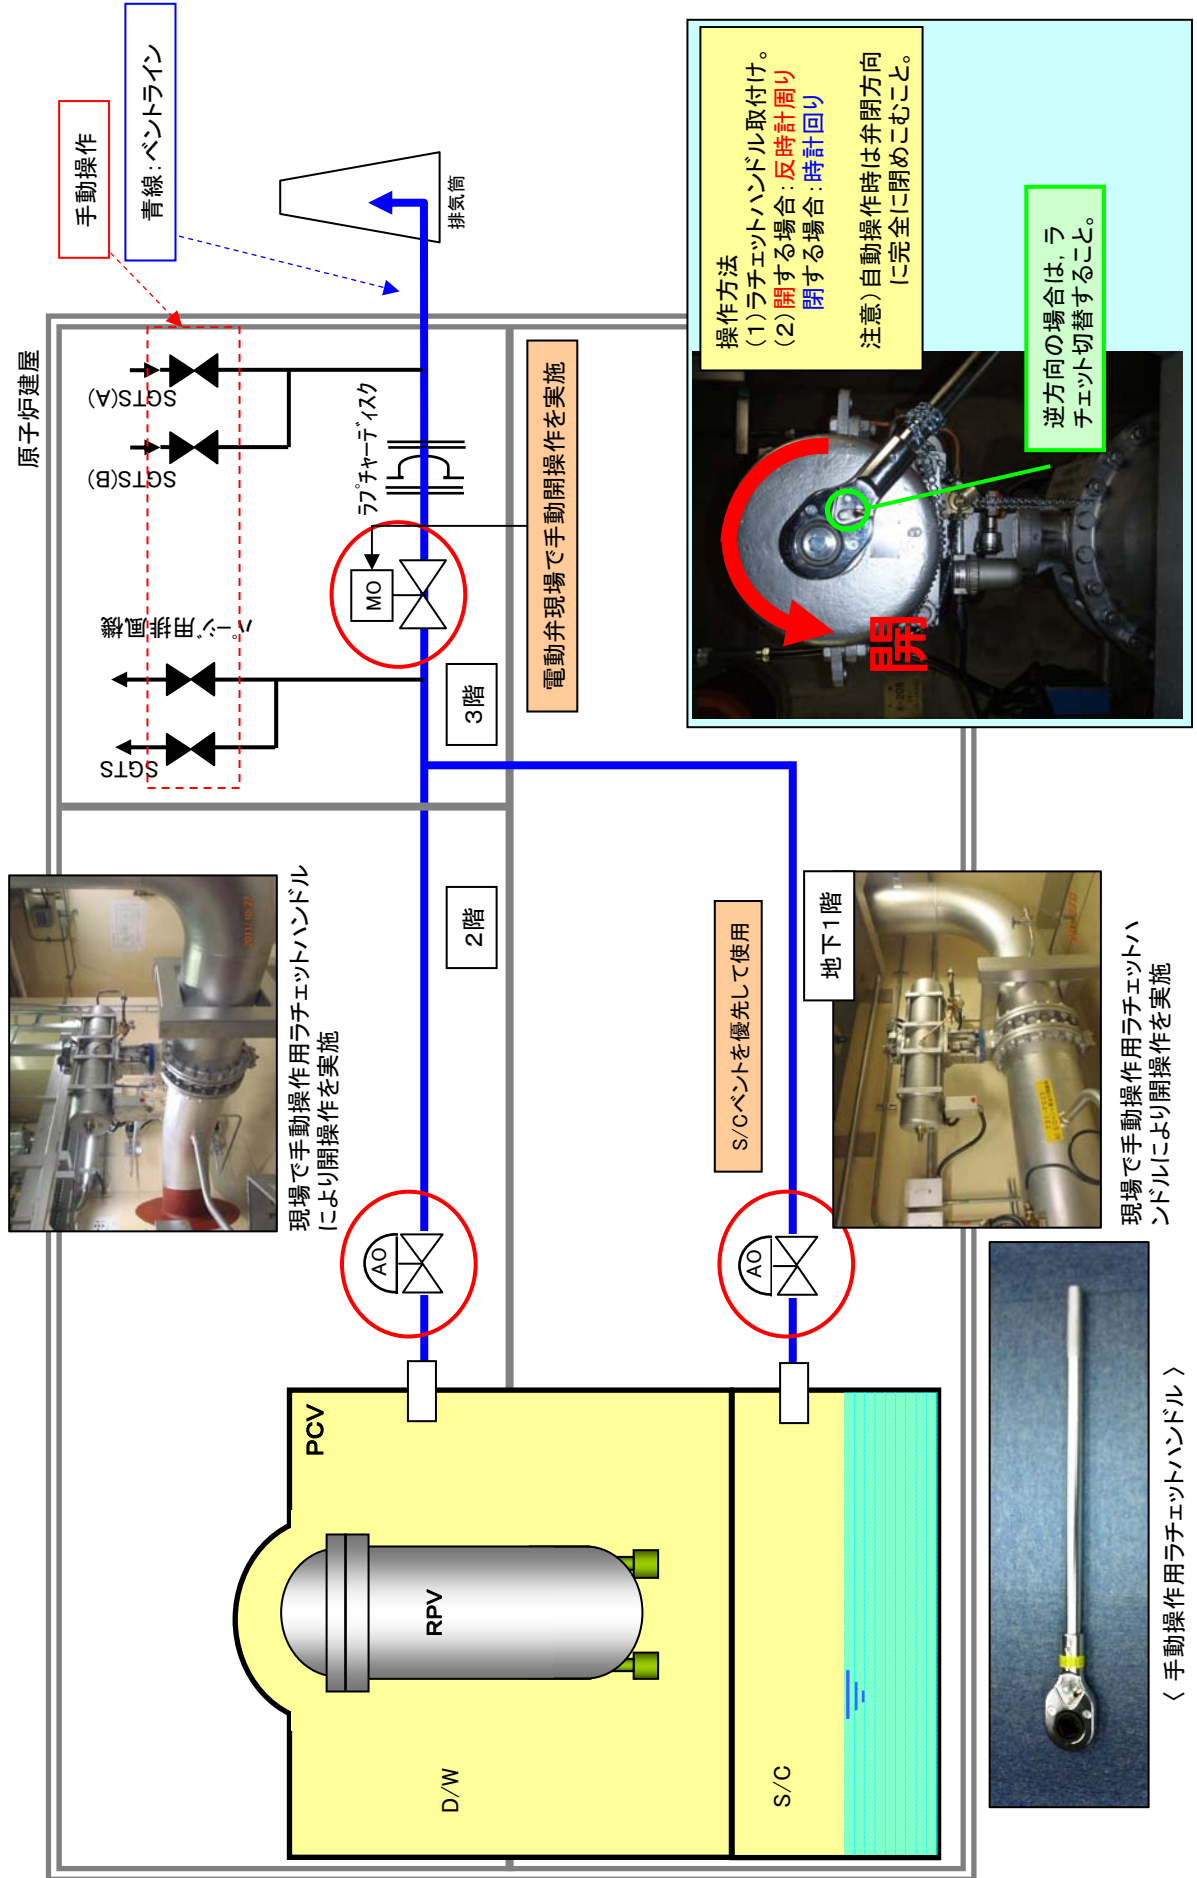 原子炉建屋
手動操作
青線：ベントライン
排気筒
SGTS(A)
SGTS(B)
ラプチャーディスク
パージ用排風機
SGTS
MO
3階
電動弁現場で手動開操作を実施
2階
現場で手動操作用ラチェットハンドル
により開操作を実施
AO
S/Cベントを優先して使用
地下1階
AO
現場で手動操作用ラチェットハ
ンドルにより開操作を実施
PCV
RPV
D/W
S/C
操作方法
(1)ラチェットハンドル取付け。
(2)開する場合：反時計周り
閉する場合：時計回り
注意）自動操作時は弁閉方向
に完全に閉めこむこと。
逆方向の場合は，ラ
チェット切替すること。
開
〈 手動操作用ラチェットハンドル 〉